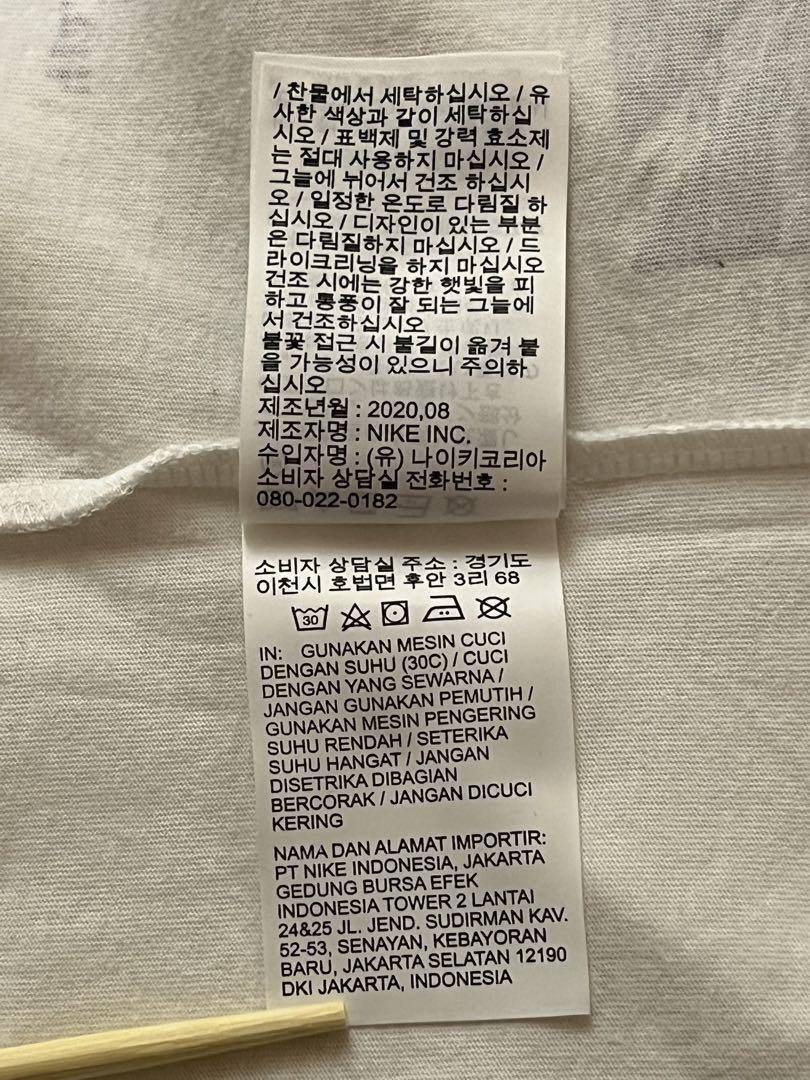 / 찬물에서 세탁하십시오 / 유
사한 색상과 같이 세탁하십
시오 / 표백제 및 강력 효소제
는 절대 사용하지 마십시오 /
그늘에 뉘어서 건조 하십시
오 / 일정한 온도로 다림질 하
십시오 / 디자인이 있는 부분
은 다림질하지 마십시오 / 드
라이크리닝을 하지 마십시오
건조 시에는 강한 햇빛을 피
하고 통풍이 잘 되는 그늘에
서 건조하십시오
불꽃 접근 시 불길이 옮겨 붙
을 가능성이 있으니 주의하
십시오
제조년월 : 2020,08
제조자명 : NIKE INC.
수입자명 : (유) 나이키코리아
소비자 상담실 전화번호 :
080-022-0182
소비자 상담실 주소 : 경기도
이천시 호법면 후안 3리 68
30
IN: GUNAKAN MESIN CUCI
DENGAN SUHU (30C) / CUCI
DENGAN YANG SEWARNA /
JANGAN GUNAKAN PEMUTIH /
GUNAKAN MESIN PENGERING
SUHU RENDAH / SETERIKA
SUHU HANGAT / JANGAN
DISETRIKA DIBAGIAN
BERCORAK / JANGAN DICUCI
KERING
NAMA DAN ALAMAT IMPORTIR:
PT NIKE INDONESIA, JAKARTA
GEDUNG BURSA EFEK
INDONESIA TOWER 2 LANTAI
24&25 JL. JEND. SUDIRMAN KAV.
52-53, SENAYAN, KEBAYORAN
BARU, JAKARTA SELATAN 12190
DKI JAKARTA, INDONESIA